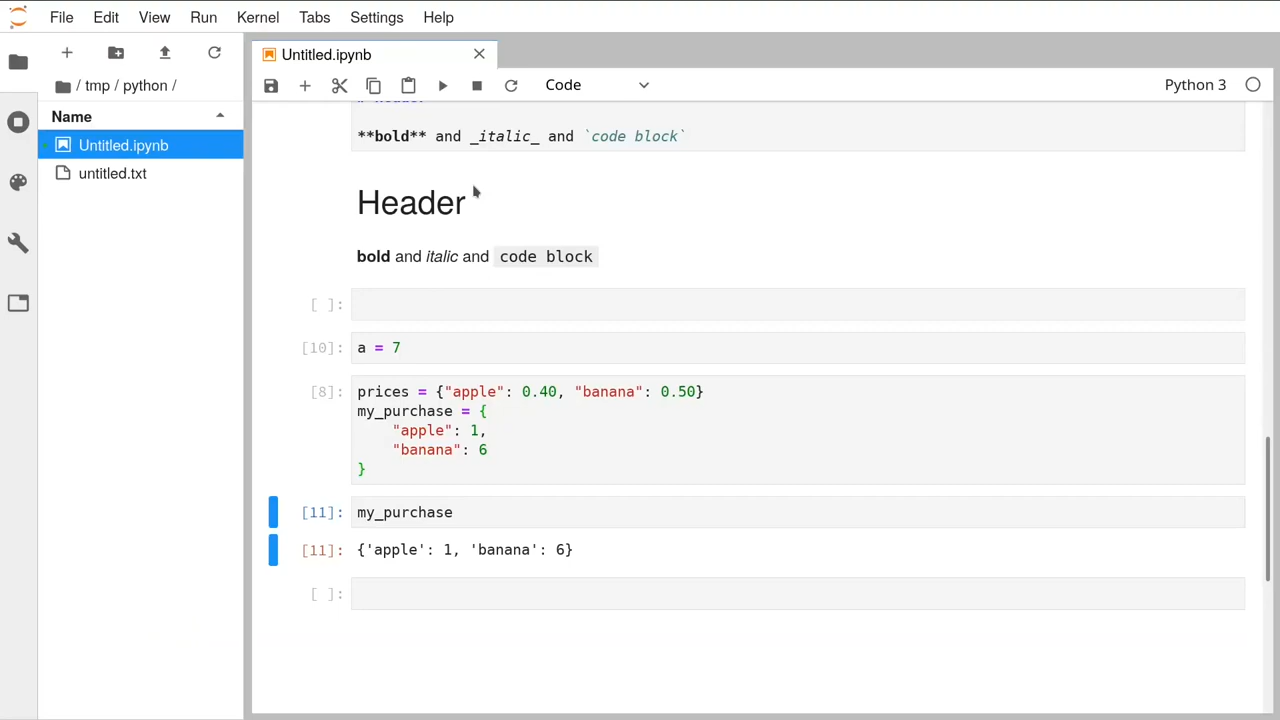 File Edit View Run Kernel Tabs Settings Help
Untitled.ipynb
/ tmp / python /
Code
Python 3
Name
Untitled.ipynb
untitled.txt
**bold** and _italic_ and `code block`
Header
bold and italic and code block
[ ]:
[10]: a = 7
[8]: prices = {"apple": 0.40, "banana": 0.50}
my_purchase = {
    "apple": 1,
    "banana": 6
}
[11]: my_purchase
[11]: {'apple': 1, 'banana': 6}
[ ]: